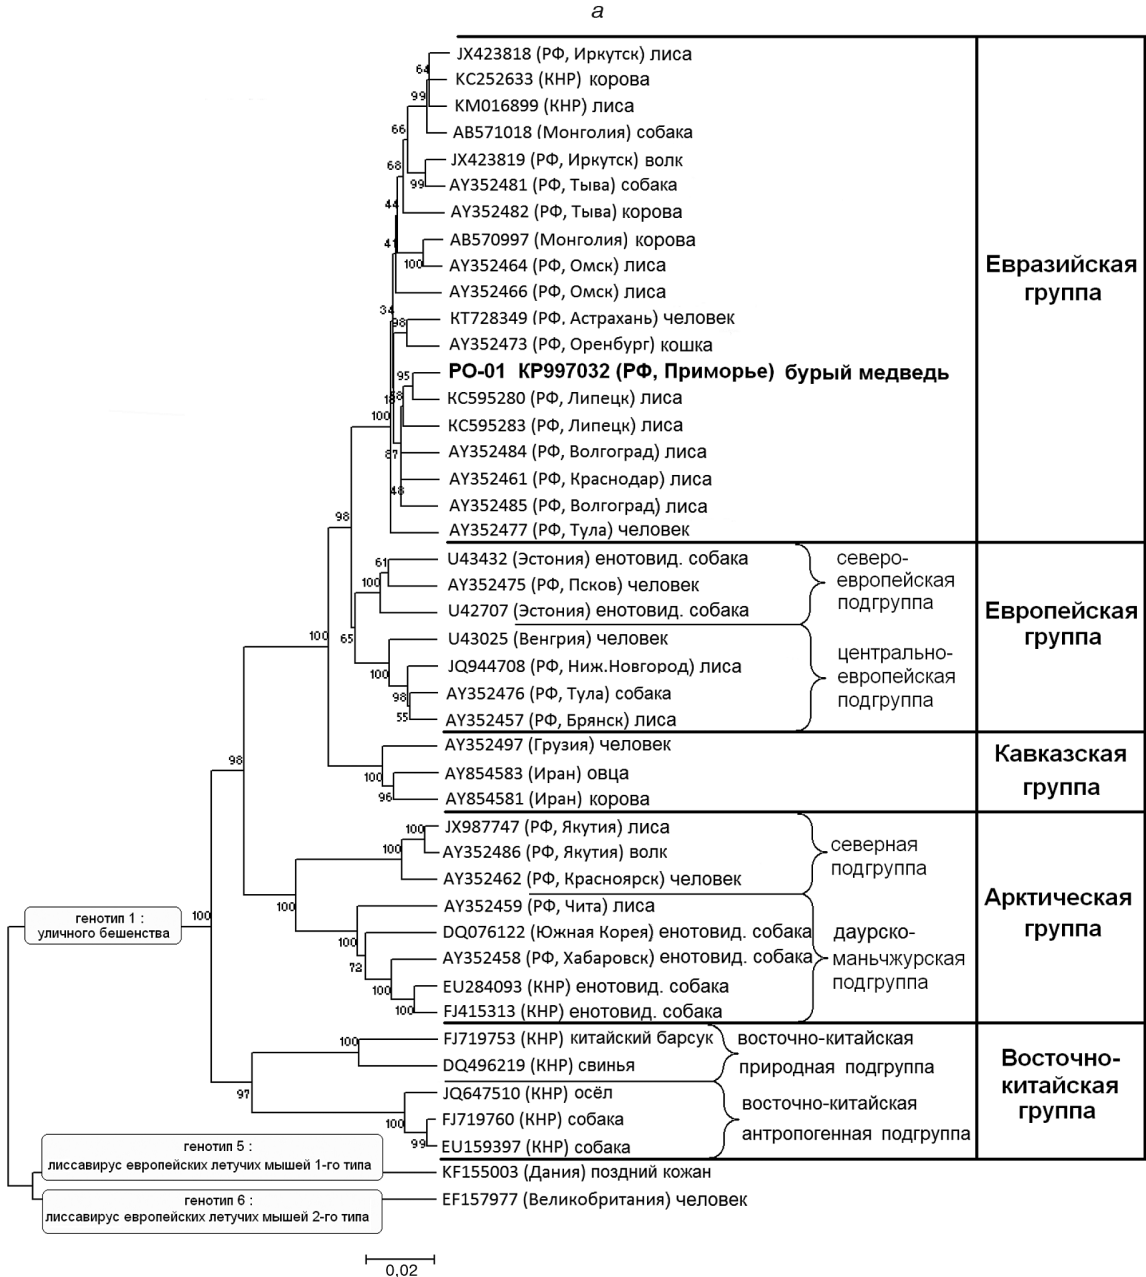 а
JX423818 (РФ, Иркутск) лиса
KC252633 (КНР) корова
KM016899 (КНР) лиса
AB571018 (Монголия) собака
JX423819 (РФ, Иркутск) волк
AY352481 (РФ, Тыва) собака
AY352482 (РФ, Тыва) корова
AB570997 (Монголия) корова
AY352464 (РФ, Омск) лиса
AY352466 (РФ, Омск) лиса
KT728349 (РФ, Астрахань) человек
AY352473 (РФ, Оренбург) кошка
РО-01 КР997032 (РФ, Приморье) бурый медведь
KC595280 (РФ, Липецк) лиса
KC595283 (РФ, Липецк) лиса
AY352484 (РФ, Волгоград) лиса
AY352461 (РФ, Краснодар) лиса
AY352485 (РФ, Волгоград) лиса
AY352477 (РФ, Тула) человек
Евразийская
группа
U43432 (Эстония) енотовид. собака
AY352475 (РФ, Псков) человек
U42707 (Эстония) енотовид. собака
северо-
европейская
подгруппа
U43025 (Венгрия) человек
JQ944708 (РФ, Ниж.Новгород) лиса
AY352476 (РФ, Тула) собака
AY352457 (РФ, Брянск) лиса
центрально-
европейская
подгруппа
Европейская
группа
AY352497 (Грузия) человек
AY854583 (Иран) овца
AY854581 (Иран) корова
Кавказская
группа
JX987747 (РФ, Якутия) лиса
AY352486 (РФ, Якутия) волк
AY352462 (РФ, Красноярск) человек
северная
подгруппа
AY352459 (РФ, Чита) лиса
DQ076122 (Южная Корея) енотовид. собака
AY352458 (РФ, Хабаровск) енотовид. собака
EU284093 (КНР) енотовид. собака
FJ415313 (КНР) енотовид. собака
даурско-
маньчжурская
подгруппа
Арктическая
группа
FJ719753 (КНР) китайский барсук
DQ496219 (КНР) свинья
восточно-китайская
природная подгруппа
JQ647510 (КНР) осёл
FJ719760 (КНР) собака
EU159397 (КНР) собака
восточно-китайская
антропогенная подгруппа
Восточно-
китайская
группа
KF155003 (Дания) поздний кожан
EF157977 (Великобритания) человек
генотип 1 :
уличного бешенства
генотип 5 :
лиссавирус европейских летучих мышей 1-го типа
генотип 6 :
лиссавирус европейских летучих мышей 2-го типа
64
99
66
68
99
44
41
100
34
98
95
100
87
48
98
61
100
65
100
100
98
55
98
100
96
100
100
100
100
100
72
100
100
100
97
100
99
0,02